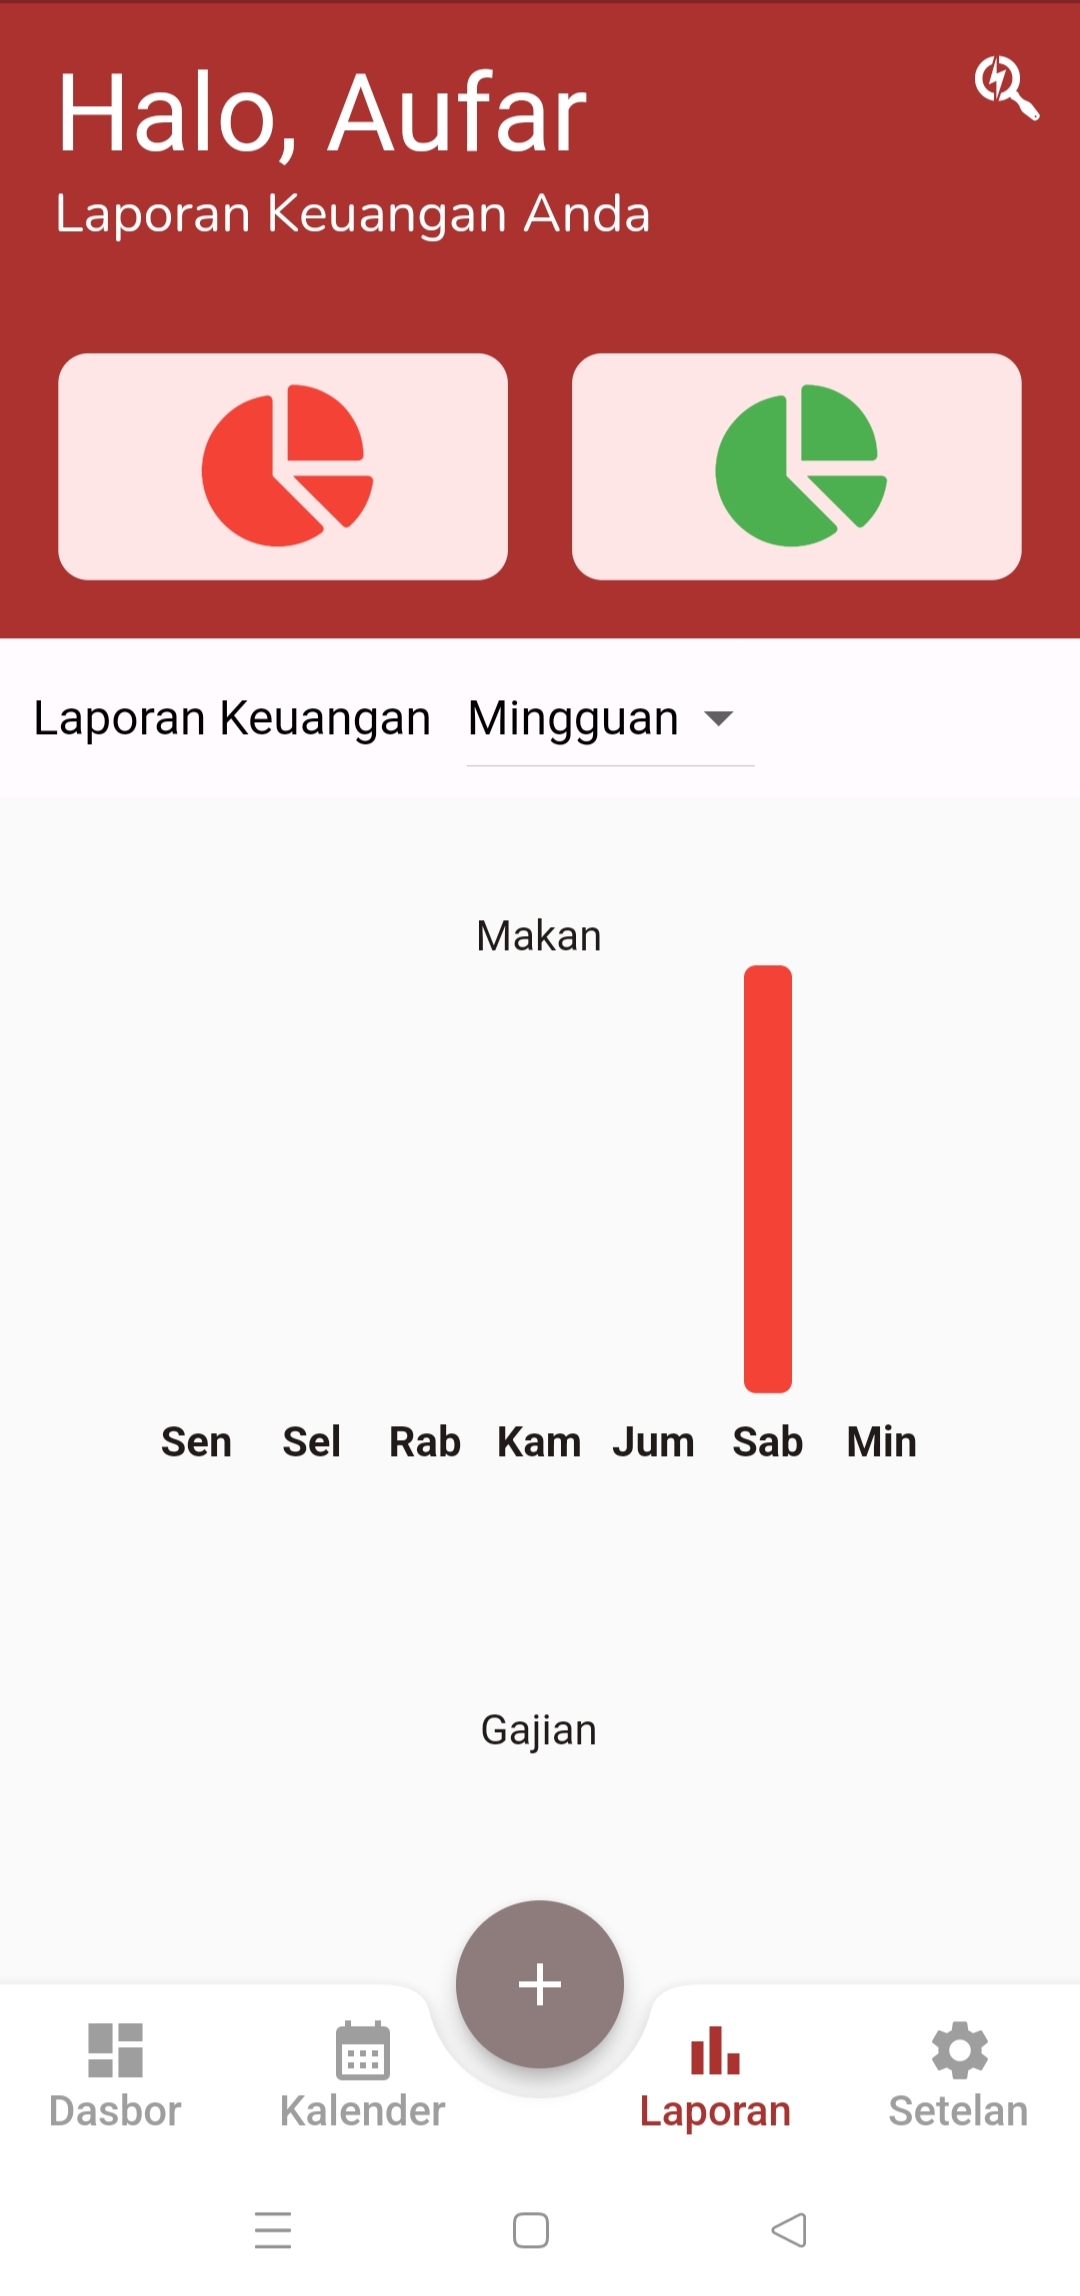 Halo, Aufar
Laporan Keuangan Anda
Laporan Keuangan Mingguan
Makan
Sen Sel Rab Kam Jum Sab Min
Gajian
Dasbor Kalender Laporan Setelan